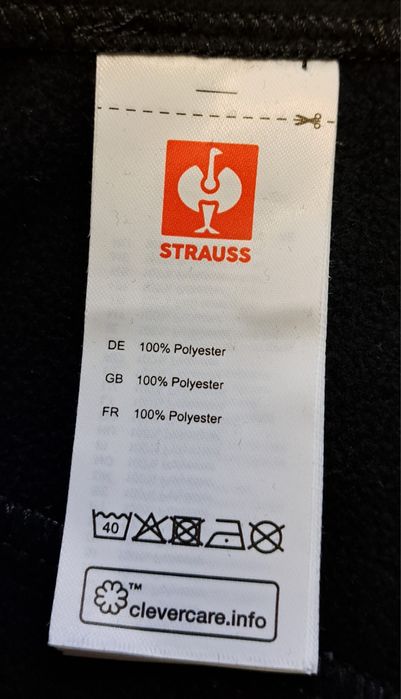 STRAUSS
DE 100% Polyester
GB 100% Polyester
FR 100% Polyester
40
™
clevercare.info